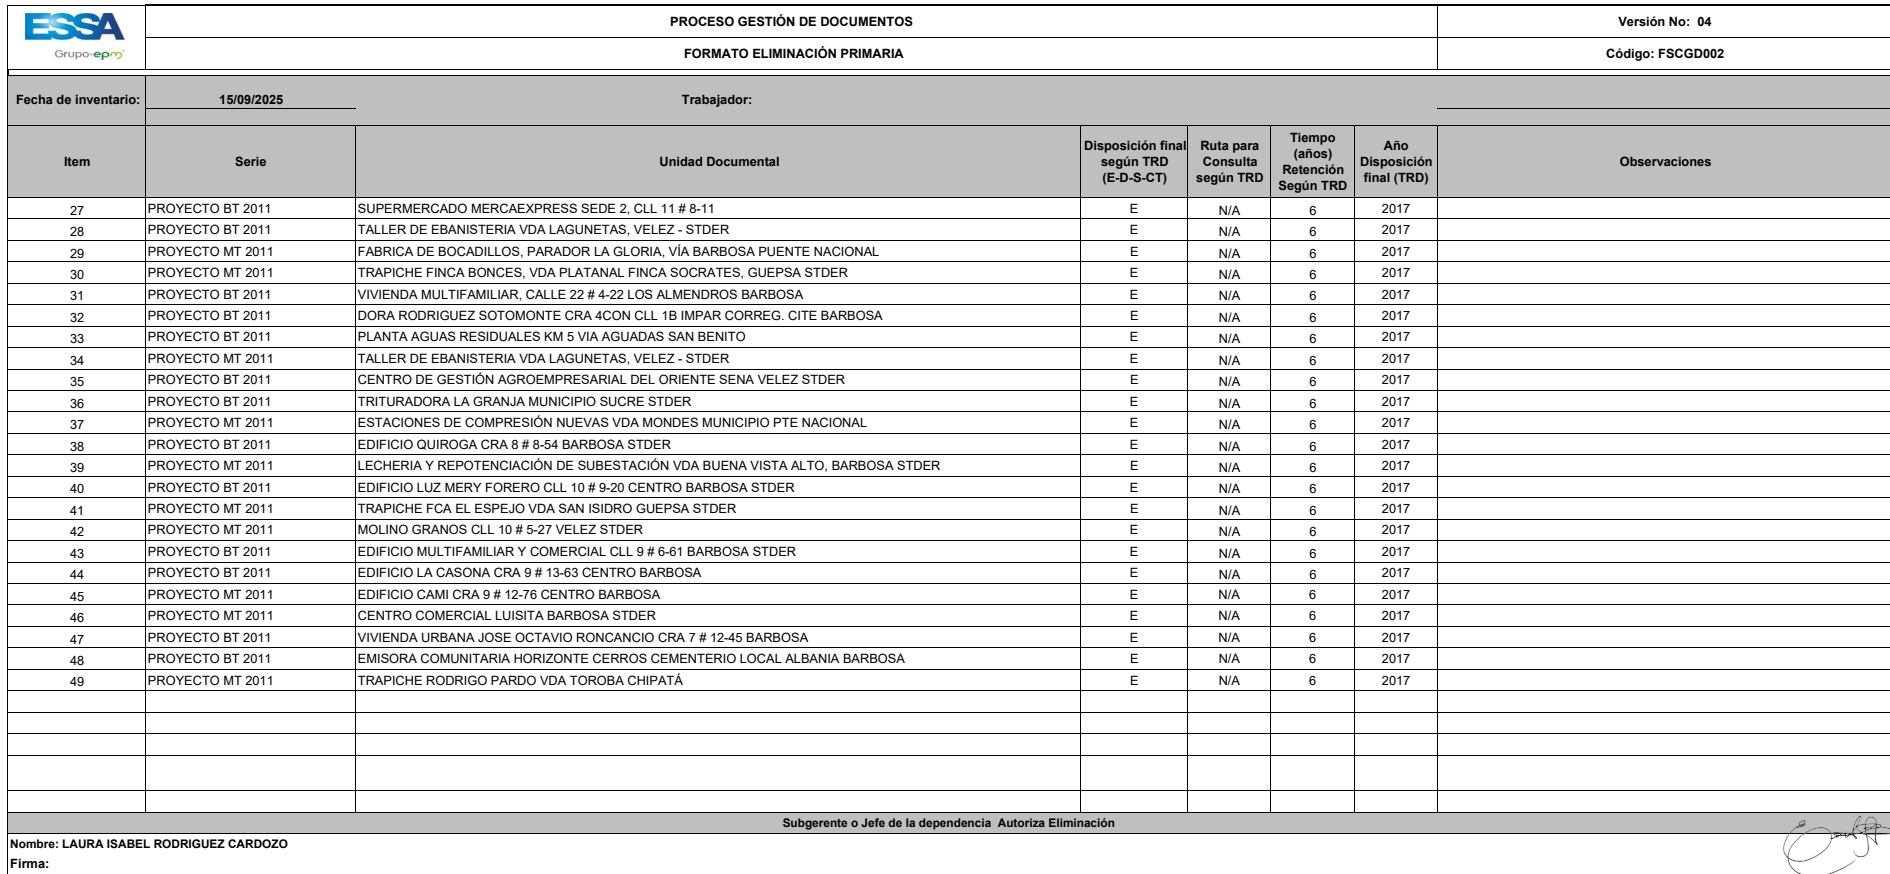 ESSA
Grupo-epm
PROCESO GESTIÓN DE DOCUMENTOS
Versión No: 04
FORMATO ELIMINACIÓN PRIMARIA
Código: FSCGD002
Fecha de inventario: 15/09/2025 Trabajador:
Item Serie Unidad Documental Disposición final según TRD (E-D-S-CT) Ruta para Consulta según TRD Tiempo (años) Retención Según TRD Año Disposición final (TRD) Observaciones
27 PROYECTO BT 2011 SUPERMERCADO MERCAEXPRESS SEDE 2, CLL 11 # 8-11 E N/A 6 2017
28 PROYECTO BT 2011 TALLER DE EBANISTERIA VDA LAGUNETAS, VELEZ - STDER E N/A 6 2017
29 PROYECTO MT 2011 FABRICA DE BOCADILLOS, PARADOR LA GLORIA, VÍA BARBOSA PUENTE NACIONAL E N/A 6 2017
30 PROYECTO MT 2011 TRAPICHE FINCA BONCES, VDA PLATANAL FINCA SOCRATES, GUEPSA STDER E N/A 6 2017
31 PROYECTO BT 2011 VIVIENDA MULTIFAMILIAR, CALLE 22 # 4-22 LOS ALMENDROS BARBOSA E N/A 6 2017
32 PROYECTO BT 2011 DORA RODRIGUEZ SOTOMONTE CRA 4CON CLL 1B IMPAR CORREG. CITE BARBOSA E N/A 6 2017
33 PROYECTO BT 2011 PLANTA AGUAS RESIDUALES KM 5 VIA AGUADAS SAN BENITO E N/A 6 2017
34 PROYECTO MT 2011 TALLER DE EBANISTERIA VDA LAGUNETAS, VELEZ - STDER E N/A 6 2017
35 PROYECTO BT 2011 CENTRO DE GESTIÓN AGROEMPRESARIAL DEL ORIENTE SENA VELEZ STDER E N/A 6 2017
36 PROYECTO BT 2011 TRITURADORA LA GRANJA MUNICIPIO SUCRE STDER E N/A 6 2017
37 PROYECTO MT 2011 ESTACIONES DE COMPRESIÓN NUEVAS VDA MONDES MUNICIPIO PTE NACIONAL E N/A 6 2017
38 PROYECTO BT 2011 EDIFICIO QUIROGA CRA 8 # 8-54 BARBOSA STDER E N/A 6 2017
39 PROYECTO MT 2011 LECHERIA Y REPOTENCIACIÓN DE SUBESTACIÓN VDA BUENA VISTA ALTO, BARBOSA STDER E N/A 6 2017
40 PROYECTO BT 2011 EDIFICIO LUZ MERY FORERO CLL 10 # 9-20 CENTRO BARBOSA STDER E N/A 6 2017
41 PROYECTO MT 2011 TRAPICHE FCA EL ESPEJO VDA SAN ISIDRO GUEPSA STDER E N/A 6 2017
42 PROYECTO MT 2011 MOLINO GRANOS CLL 10 # 5-27 VELEZ STDER E N/A 6 2017
43 PROYECTO BT 2011 EDIFICIO MULTIFAMILIAR Y COMERCIAL CLL 9 # 6-61 BARBOSA STDER E N/A 6 2017
44 PROYECTO BT 2011 EDIFICIO LA CASONA CRA 9 # 13-63 CENTRO BARBOSA E N/A 6 2017
45 PROYECTO MT 2011 EDIFICIO CAMI CRA 9 # 12-76 CENTRO BARBOSA E N/A 6 2017
46 PROYECTO MT 2011 CENTRO COMERCIAL LUISITA BARBOSA STDER E N/A 6 2017
47 PROYECTO BT 2011 VIVIENDA URBANA JOSE OCTAVIO RONCANCIO CRA 7 # 12-45 BARBOSA E N/A 6 2017
48 PROYECTO BT 2011 EMISORA COMUNITARIA HORIZONTE CERROS CEMENTERIO LOCAL ALBANIA BARBOSA E N/A 6 2017
49 PROYECTO MT 2011 TRAPICHE RODRIGO PARDO VDA TOROBA CHIPATÁ E N/A 6 2017
Subgerente o Jefe de la dependencia Autoriza Eliminación
Nombre: LAURA ISABEL RODRIGUEZ CARDOZO
Firma: